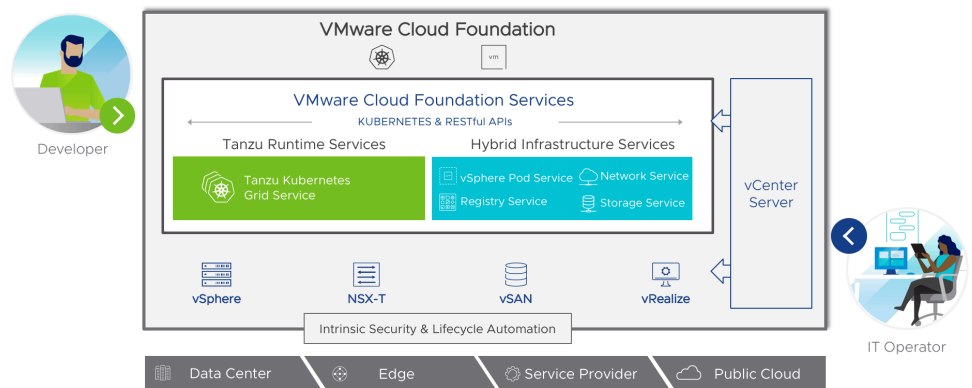 VMware Cloud Foundation
vm
VMware Cloud Foundation Services
KUBERNETES & RESTful APIs
Developer
Tanzu Runtime Services
Hybrid Infrastructure Services
Tanzu Kubernetes
Grid Service
vSphere Pod Service
Network Service
Registry Service
Storage Service
vCenter
Server
vSphere
NSX-T
vSAN
vRealize
Intrinsic Security & Lifecycle Automation
IT Operator
Data Center
Edge
Service Provider
Public Cloud